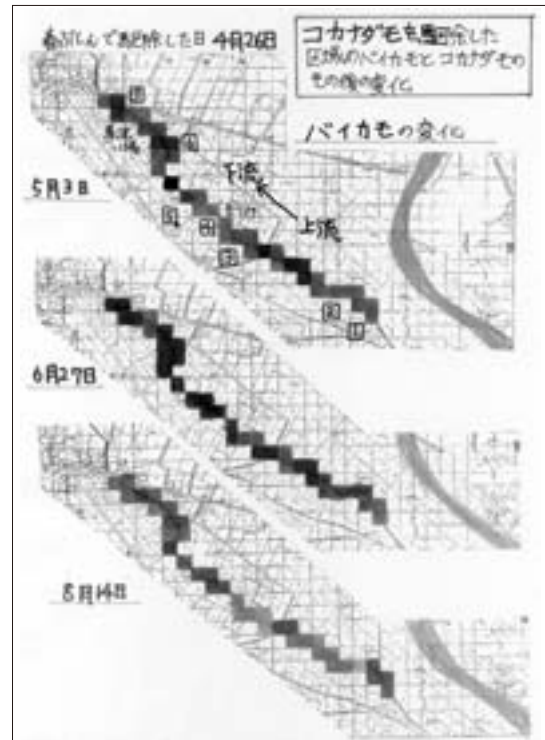 春ぶしんで駆除した日 4月26日
コカナダモを駆除した
区域のバイカモとコカナダモの
その後の変化
バイカモの変化
5月3日
下流
上流
6月27日
8月14日